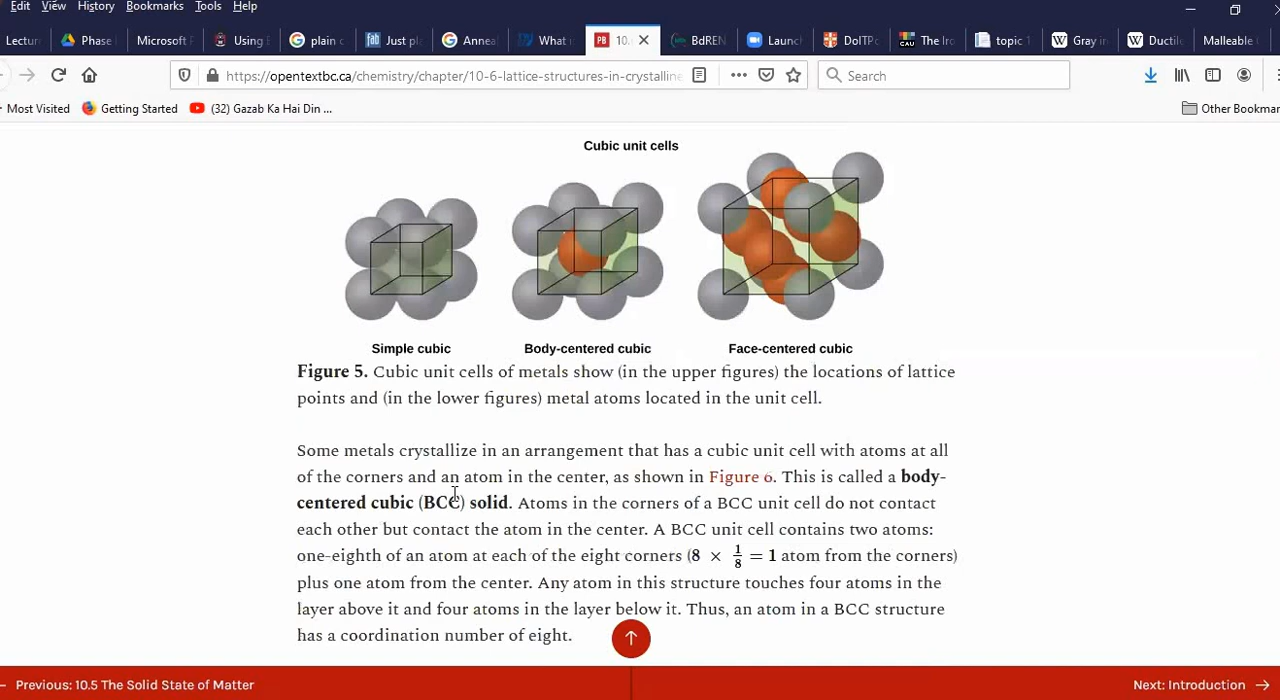 Edit View History Bookmarks Tools Help
Lecture Phase Microsoft Using plain c Just pl Annea What i 10. BdREN Launc DoITPo The Iro topic 1 Gray ir Ductile Malleable
https://opentextbc.ca/chemistry/chapter/10-6-lattice-structures-in-crystalline Search
Most Visited Getting Started (32) Gazab Ka Hai Din ... Other Bookmar
Cubic unit cells
Simple cubic Body-centered cubic Face-centered cubic
Figure 5. Cubic unit cells of metals show (in the upper figures) the locations of lattice
points and (in the lower figures) metal atoms located in the unit cell.
Some metals crystallize in an arrangement that has a cubic unit cell with atoms at all
of the corners and an atom in the center, as shown in Figure 6. This is called a body-
centered cubic (BCC) solid. Atoms in the corners of a BCC unit cell do not contact
each other but contact the atom in the center. A BCC unit cell contains two atoms:
one-eighth of an atom at each of the eight corners (8 × 1/8 = 1 atom from the corners)
plus one atom from the center. Any atom in this structure touches four atoms in the
layer above it and four atoms in the layer below it. Thus, an atom in a BCC structure
has a coordination number of eight.
Previous: 10.5 The Solid State of Matter Next: Introduction →